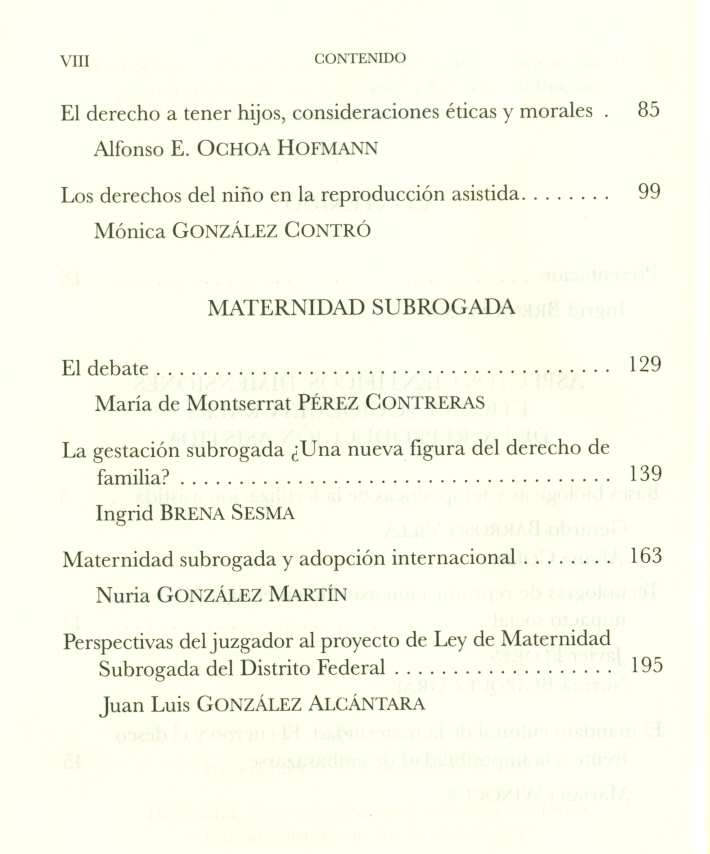 VIII CONTENIDO
El derecho a tener hijos, consideraciones éticas y morales . 85
Alfonso E. OCHOA HOFMANN
Los derechos del niño en la reproducción asistida. . . . . . . . 99
Mónica GONZÁLEZ CONTRÓ
MATERNIDAD SUBROGADA
El debate . . . . . . . . . . . . . . . . . . . . . . . . . . . . . . . . . . . . . . . 129
María de Montserrat PÉREZ CONTRERAS
La gestación subrogada ¿Una nueva figura del derecho de
familia? . . . . . . . . . . . . . . . . . . . . . . . . . . . . . . . . . . . . . 139
Ingrid BRENA SESMA
Maternidad subrogada y adopción internacional . . . . . . . . 163
Nuria GONZÁLEZ MARTÍN
Perspectivas del juzgador al proyecto de Ley de Maternidad
Subrogada del Distrito Federal . . . . . . . . . . . . . . . . . . . 195
Juan Luis GONZÁLEZ ALCÁNTARA